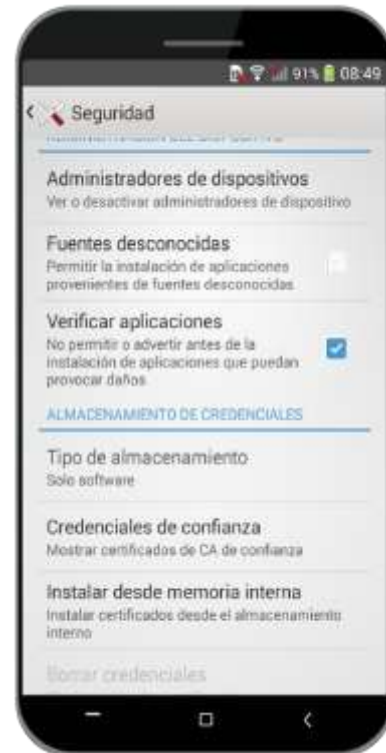 91% 08:49
Seguridad
ADMINISTRACIÓN DEL DISPOSITIVO
Administradores de dispositivos
Ver o desactivar administradores de dispositivo
Fuentes desconocidas
Permitir la instalación de aplicaciones
provenientes de fuentes desconocidas
Verificar aplicaciones
No permitir o advertir antes de la
instalación de aplicaciones que puedan
provocar daños
ALMACENAMIENTO DE CREDENCIALES
Tipo de almacenamiento
Solo software
Credenciales de confianza
Mostrar certificados de CA de confianza
Instalar desde memoria interna
Instalar certificados desde el almacenamiento
interno
Borrar credenciales